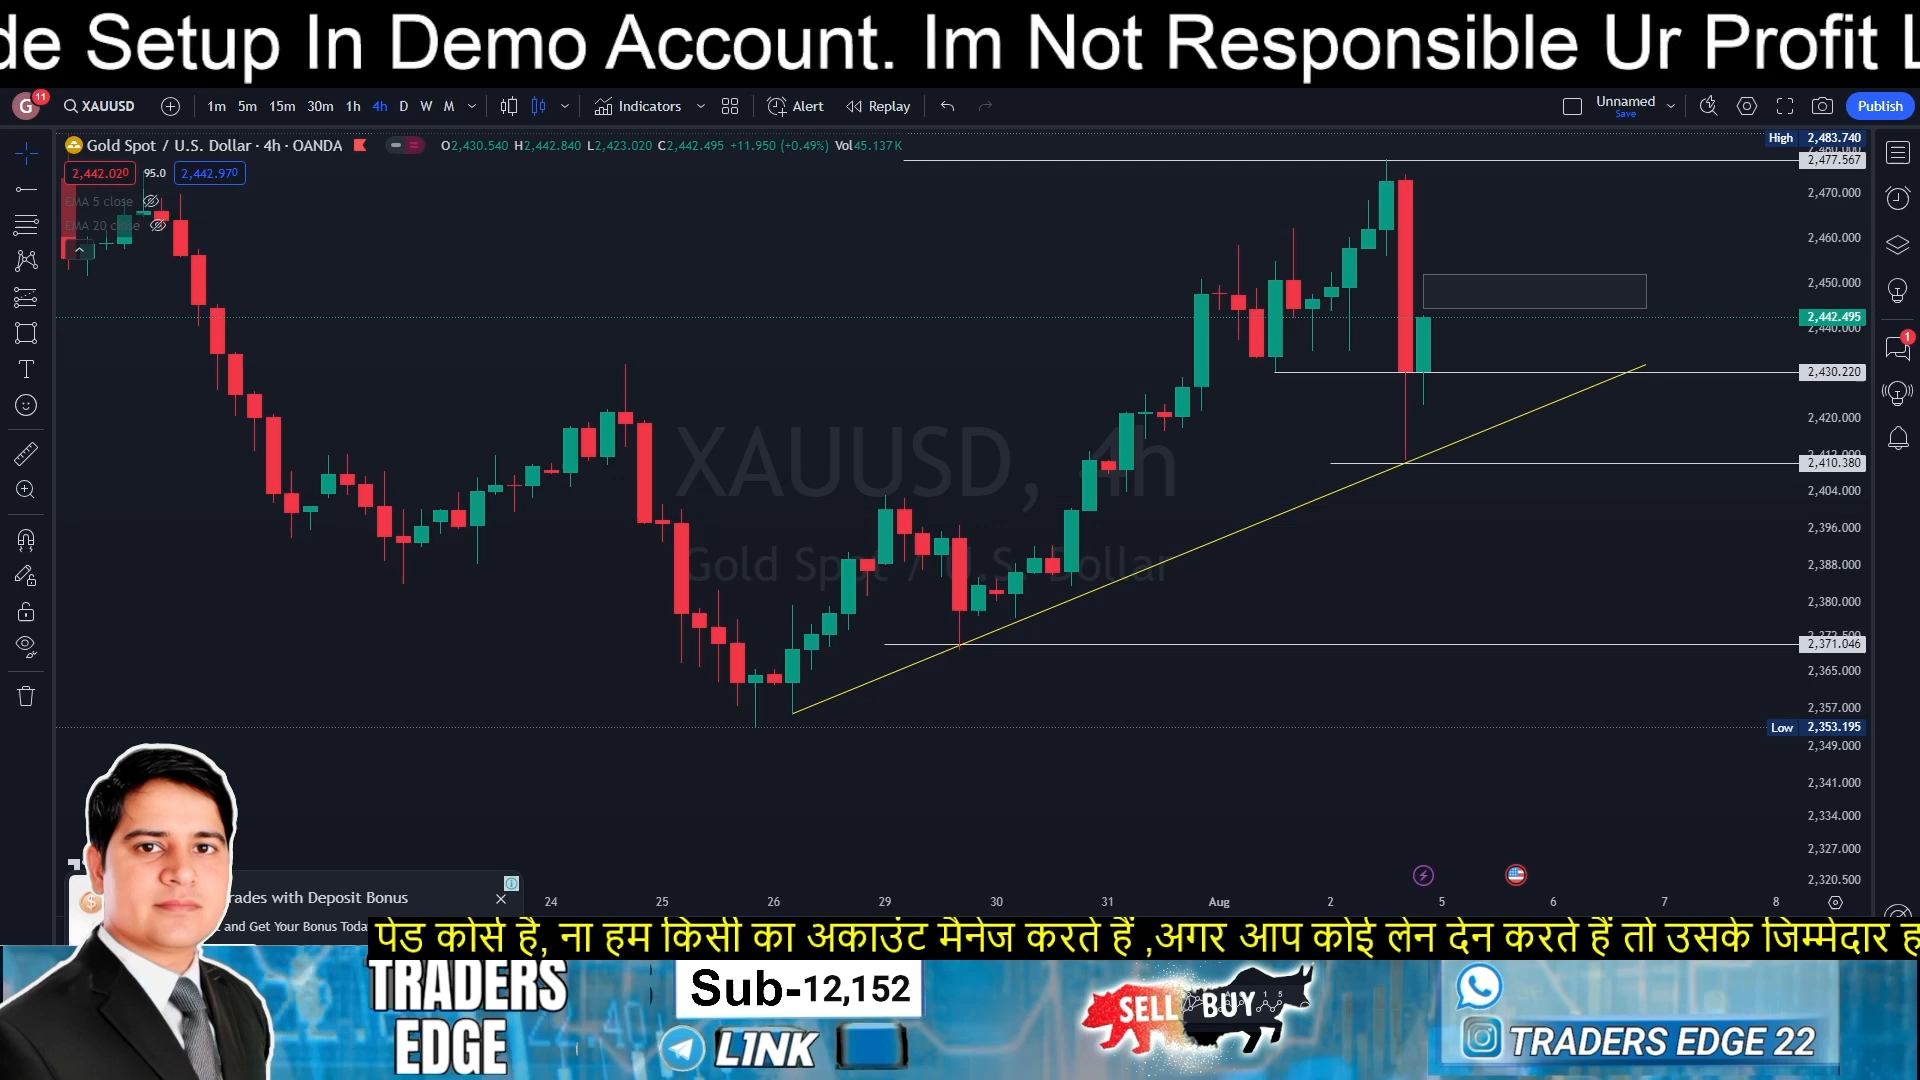 de Setup In Demo Account. Im Not Responsible Ur Profit L
G 11 XAUUSD 1m 5m 15m 30m 1h 4h D W M Indicators Alert Replay Unnamed Save Publish
Gold Spot / U.S. Dollar · 4h · OANDA O2,430.540 H2,442.840 L2,423.020 C2,442.495 +11.950 (+0.49%) Vol45.137K
High 2,483.740
2,477.567
2,442.020 95.0 2,442.970
EMA 5 close
EMA 20 close
2,470.000
2,460.000
2,450.000
2,442.495
2,440.000
2,430.220
2,420.000
2,410.380
2,404.000
2,396.000
2,388.000
2,380.000
2,371.046
2,365.000
2,357.000
Low 2,353.195
2,349.000
2,341.000
2,334.000
2,327.000
2,320.500
XAUUSD, 4h
Gold Spot / U.S. Dollar
1
rades with Deposit Bonus
and Get Your Bonus Toda
24 25 26 29 30 31 Aug 2 5 6 7 8
पेड कोर्स है, ना हम किसी का अकाउंट मैनेज करते हैं ,अगर आप कोई लेन देन करते हैं तो उसके जिम्मेदार ह
TRADERS
EDGE
Sub-12,152
L1NK
SELL BUY
TRADERS EDGE 22